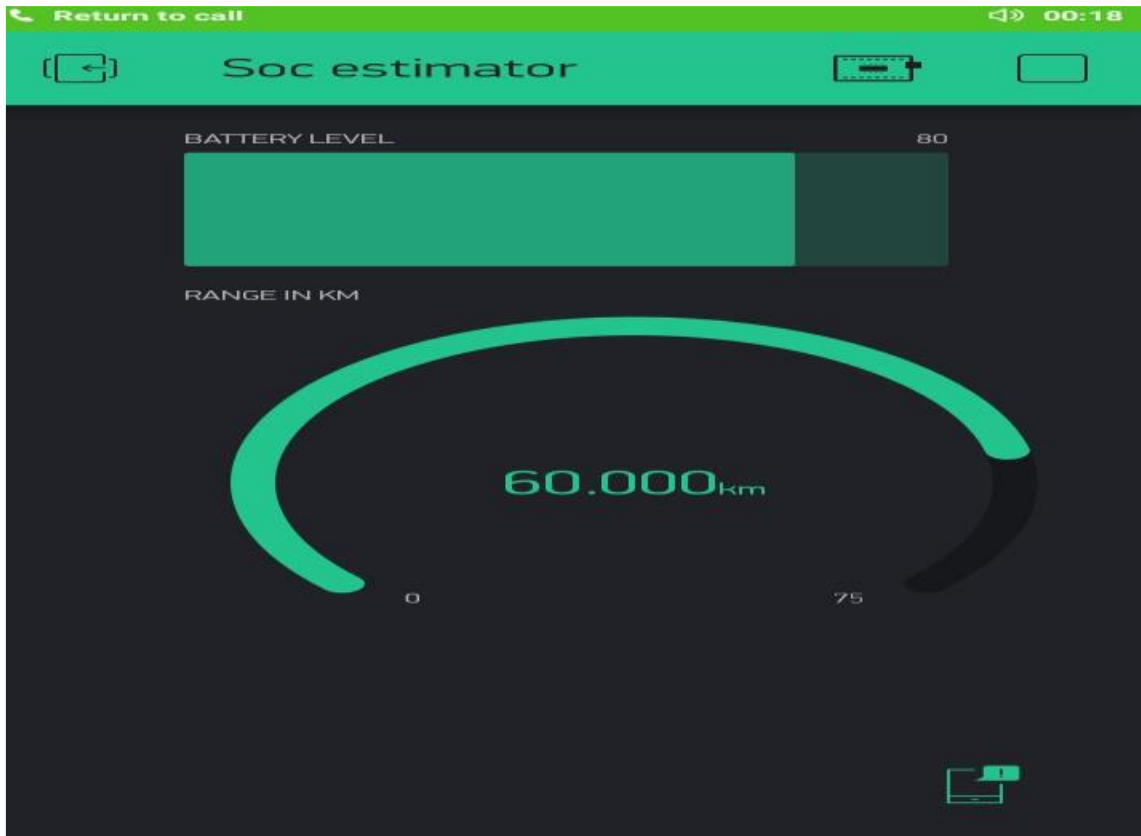 Return to call 00:18
Soc estimator
BATTERY LEVEL 80
RANGE IN KM
60.000km
0 75